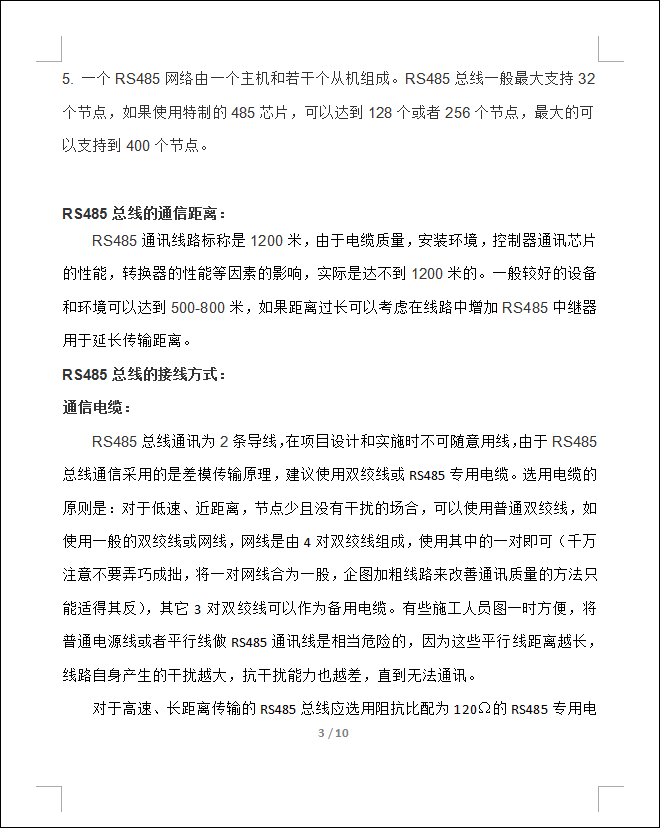 5. 一个 RS485 网络由一个主机和若干个从机组成。RS485 总线一般最大支持 32
个节点，如果使用特制的 485 芯片，可以达到 128 个或者 256 个节点，最大的可
以支持到 400 个节点。
RS485 总线的通信距离：
RS485 通讯线路标称是 1200 米，由于电缆质量，安装环境，控制器通讯芯片
的性能，转换器的性能等因素的影响，实际是达不到 1200 米的。一般较好的设备
和环境可以达到 500-800 米，如果距离过长可以考虑在线路中增加 RS485 中继器
用于延长传输距离。
RS485 总线的接线方式：
通信电缆：
RS485 总线通讯为 2 条导线，在项目设计和实施时不可随意用线，由于 RS485
总线通信采用的是差模传输原理，建议使用双绞线或 RS485 专用电缆。选用电缆的
原则是：对于低速、近距离，节点少且没有干扰的场合，可以使用普通双绞线，如
使用一般的双绞线或网线，网线是由 4 对双绞线组成，使用其中的一对即可（千万
注意不要弄巧成拙，将一对网线合为一股，企图加粗线路来改善通讯质量的方法只
能适得其反），其它 3 对双绞线可以作为备用电缆。有些施工人员图一时方便，将
普通电源线或者平行线做 RS485 通讯线是相当危险的，因为这些平行线距离越长，
线路自身产生的干扰越大，抗干扰能力也越差，直到无法通讯。
对于高速、长距离传输的 RS485 总线应选用阻抗比配为 120Ω的 RS485 专用电
3 / 10